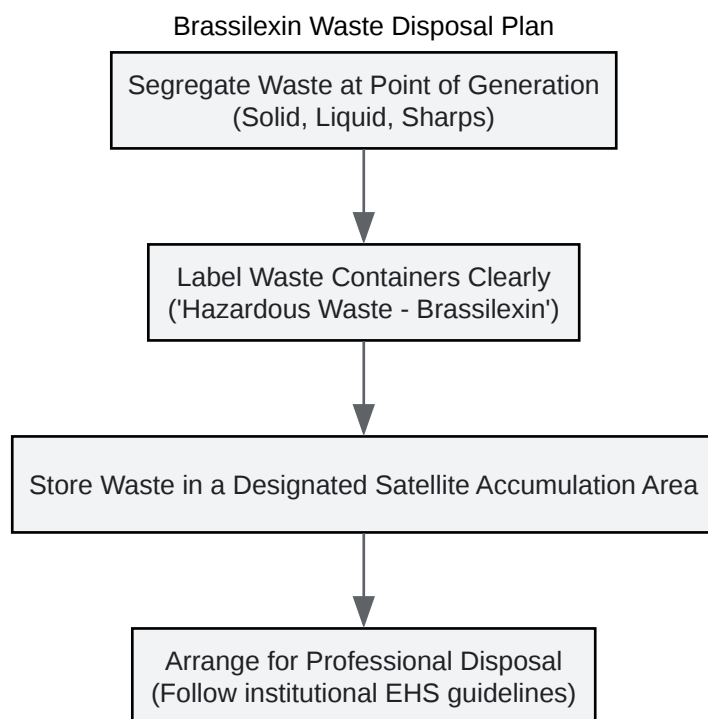 Brassilexin Waste Disposal Plan
Segregate Waste at Point of Generation
(Solid, Liquid, Sharps)
Label Waste Containers Clearly
('Hazardous Waste - Brassilexin')
Store Waste in a Designated Satellite Accumulation Area
Arrange for Professional Disposal
(Follow institutional EHS guidelines)